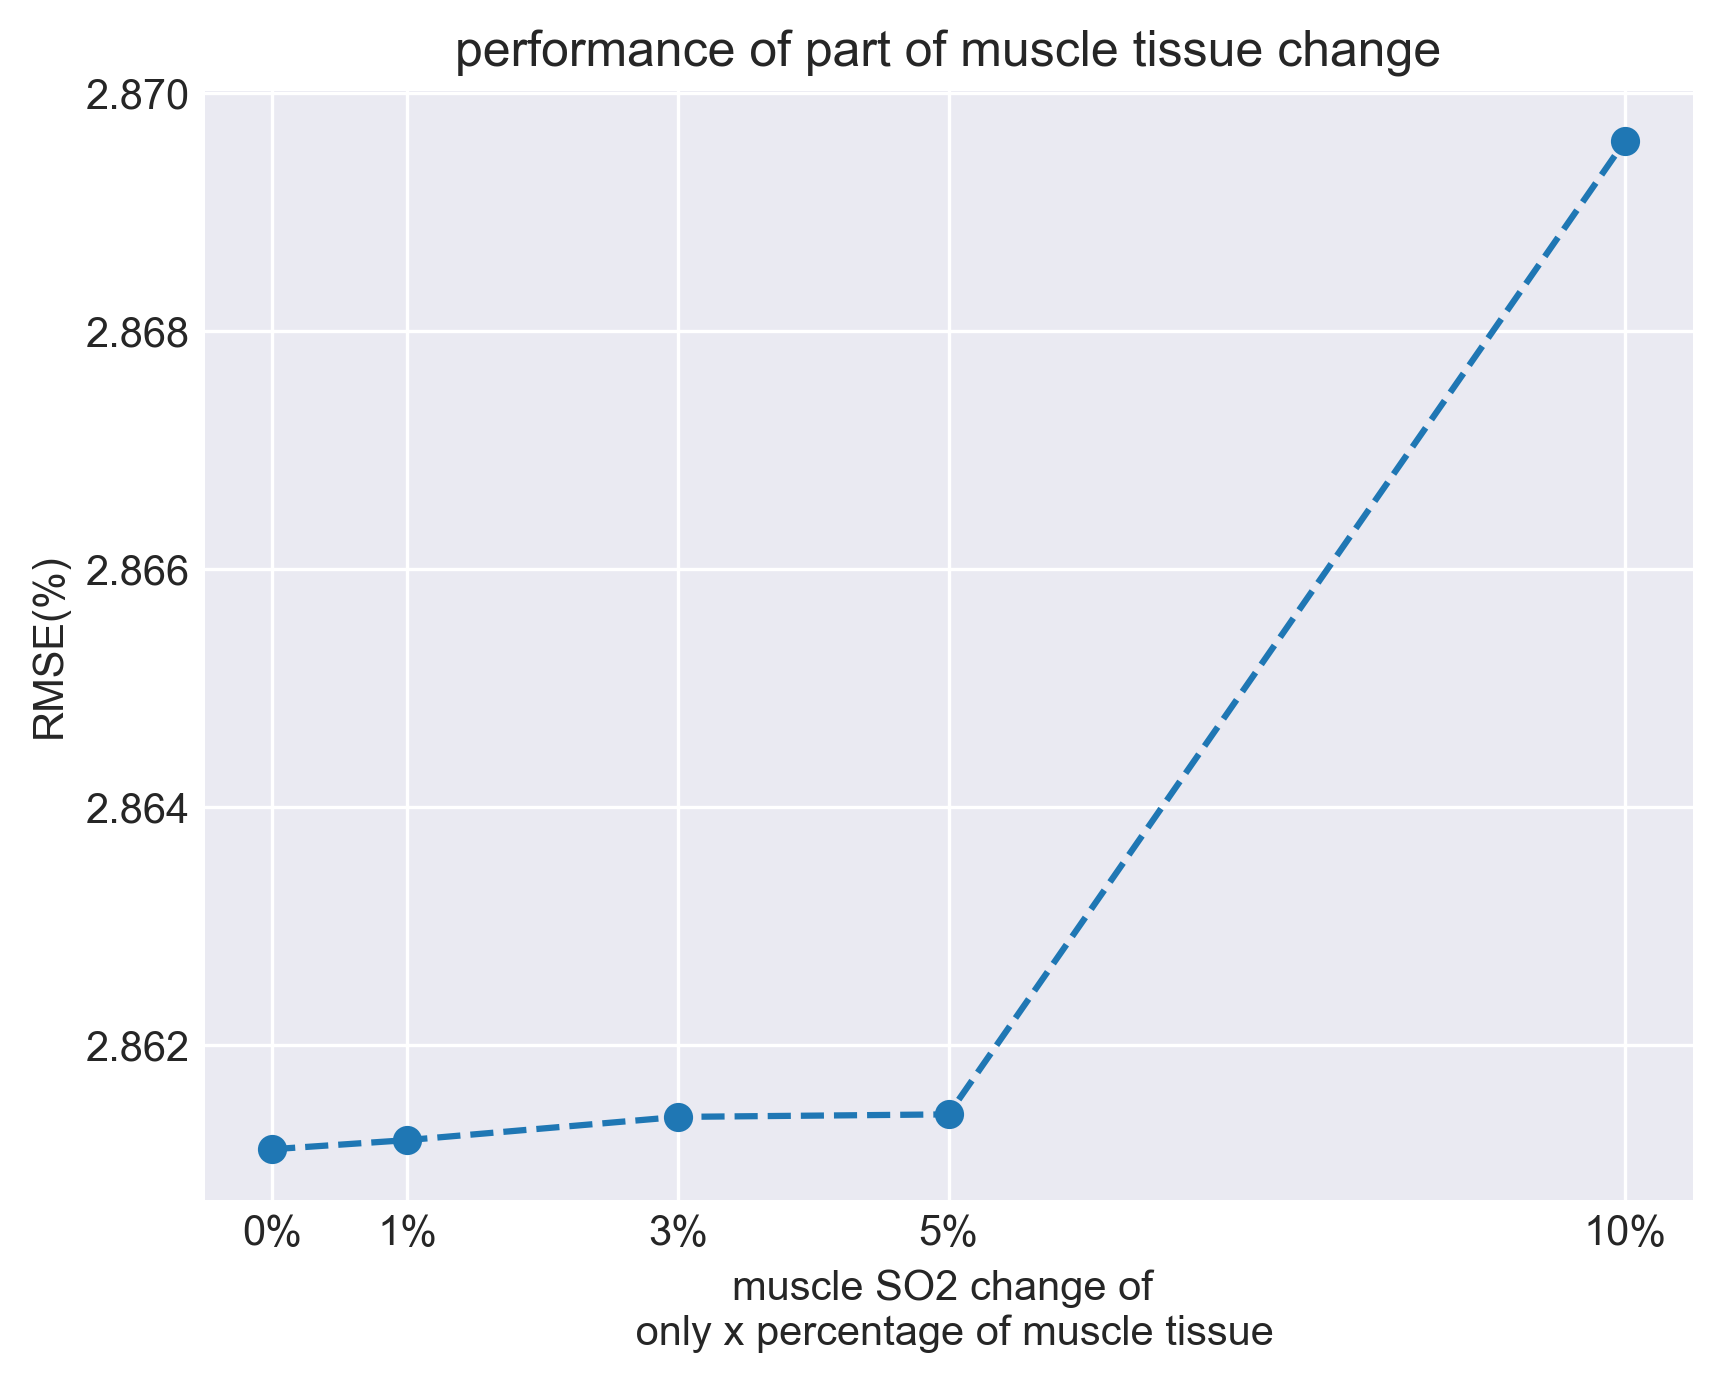 performance of part of muscle tissue change
2.870
2.868
2.866
2.864
2.862
RMSE(%)
0% 1% 3% 5% 10%
muscle SO2 change of
only x percentage of muscle tissue